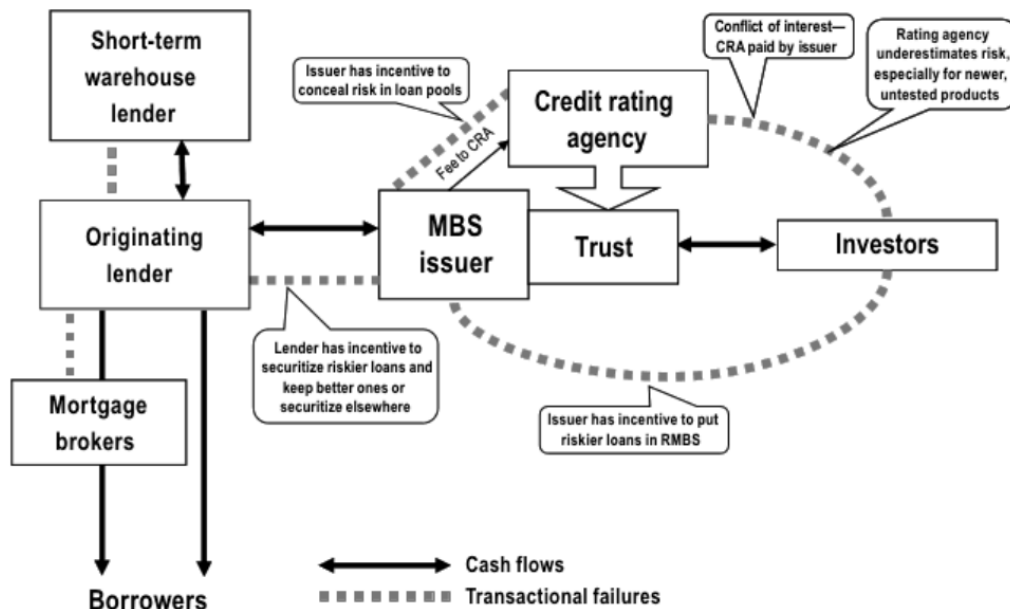 Short-term
warehouse
lender
Issuer has incentive to
conceal risk in loan pools
Conflict of interest—
CRA paid by issuer
Rating agency
underestimates risk,
especially for newer,
untested products
Credit rating
agency
Fee to CRA
Originating
lender
MBS
issuer
Trust
Investors
Lender has incentive to
securitize riskier loans and
keep better ones or
securitize elsewhere
Mortgage
brokers
Issuer has incentive to put
riskier loans in RMBS
Borrowers
Cash flows
Transactional failures